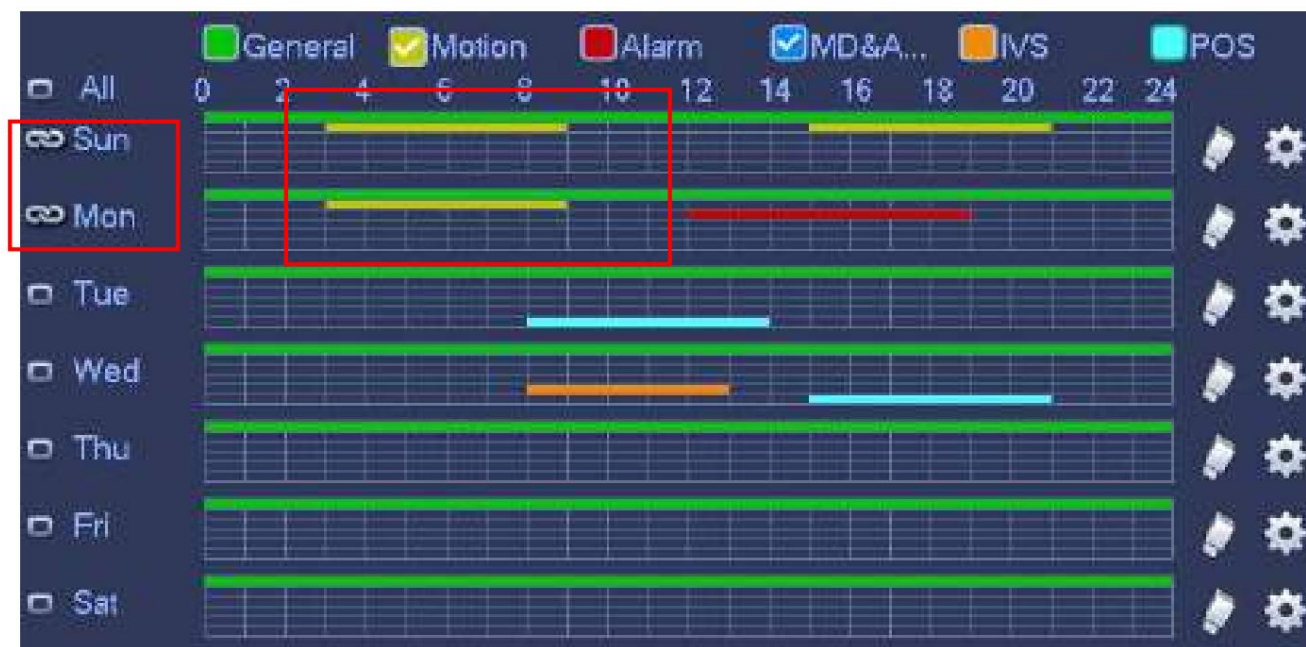 General Motion Alarm MD&A... IVS POS
All 0 2 4 6 8 10 12 14 16 18 20 22 24
Sun
Mon
Tue
Wed
Thu
Fri
Sat